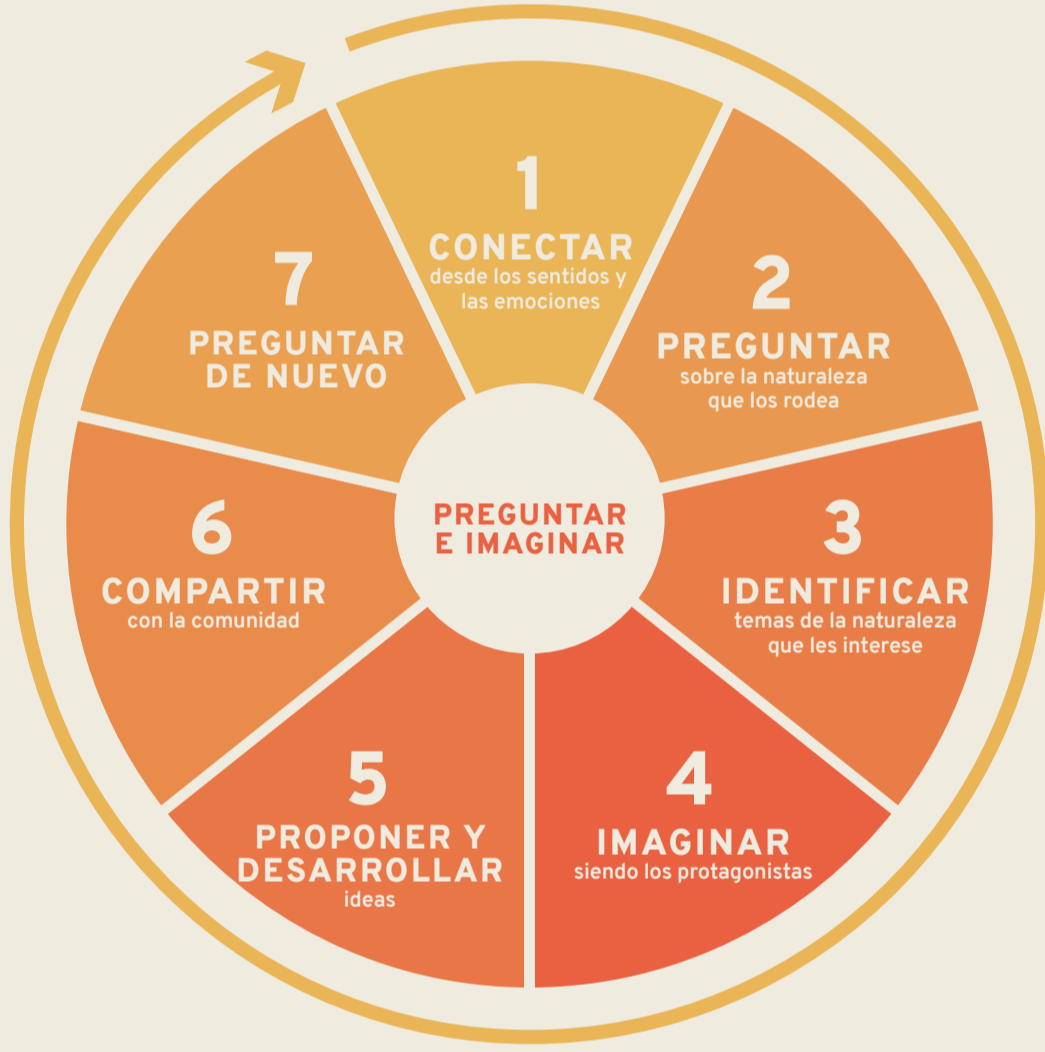 1
CONECTAR
desde los sentidos y
las emociones
2
PREGUNTAR
sobre la naturaleza
que los rodea
3
IDENTIFICAR
temas de la naturaleza
que les interese
4
IMAGINAR
siendo los protagonistas
5
PROPONER Y
DESARROLLAR
ideas
6
COMPARTIR
con la comunidad
7
PREGUNTAR
DE NUEVO
PREGUNTAR
E IMAGINAR